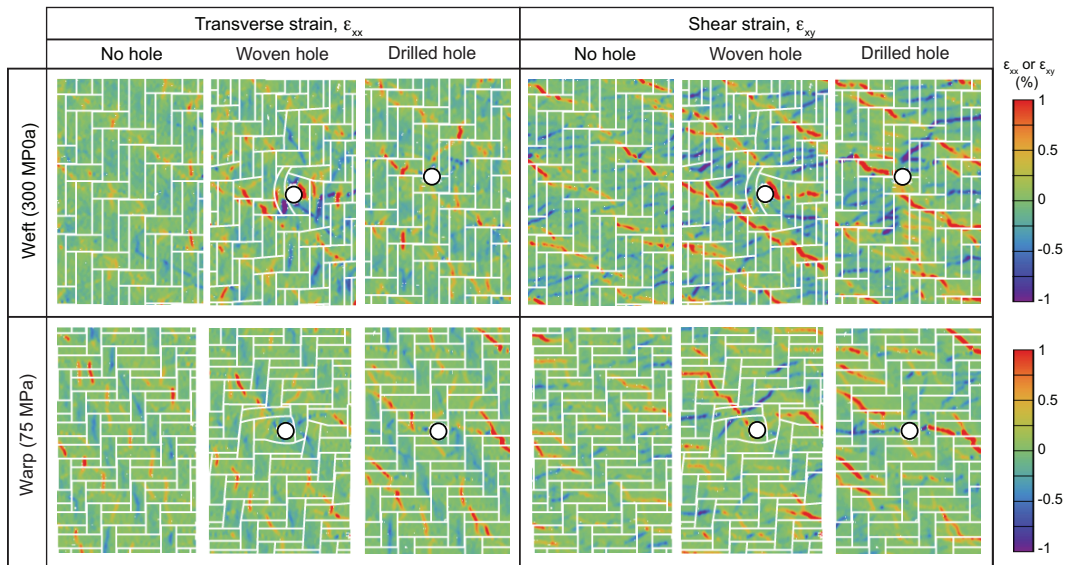 Transverse strain, εxx
Shear strain, εxy
No hole
Woven hole
Drilled hole
No hole
Woven hole
Drilled hole
εxx or εxy
(%)
Weft (300 MP0a)
1
0.5
0
-0.5
-1
Warp (75 MPa)
1
0.5
0
-0.5
-1